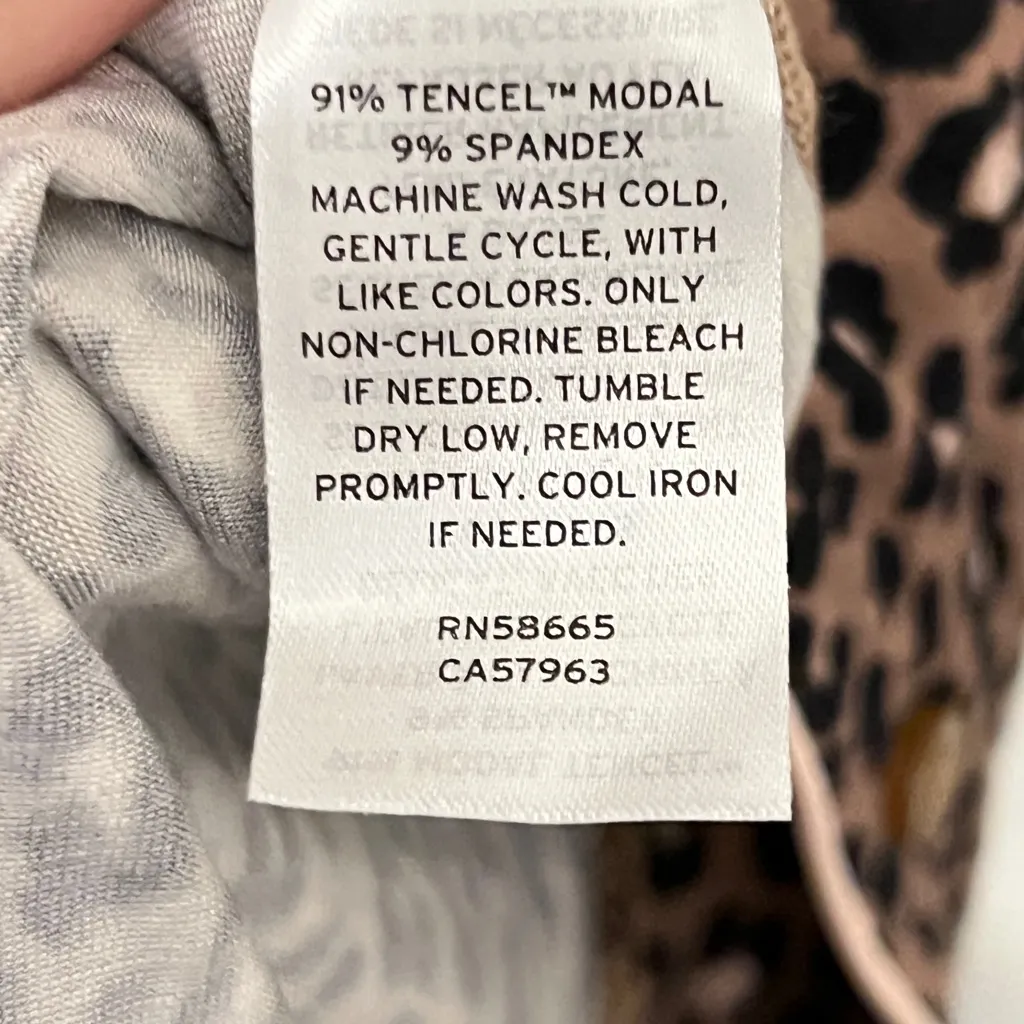 91% TENCEL™ MODAL
9% SPANDEX
MACHINE WASH COLD,
GENTLE CYCLE, WITH
LIKE COLORS. ONLY
NON-CHLORINE BLEACH
IF NEEDED. TUMBLE
DRY LOW, REMOVE
PROMPTLY. COOL IRON
IF NEEDED.
RN58665
CA57963